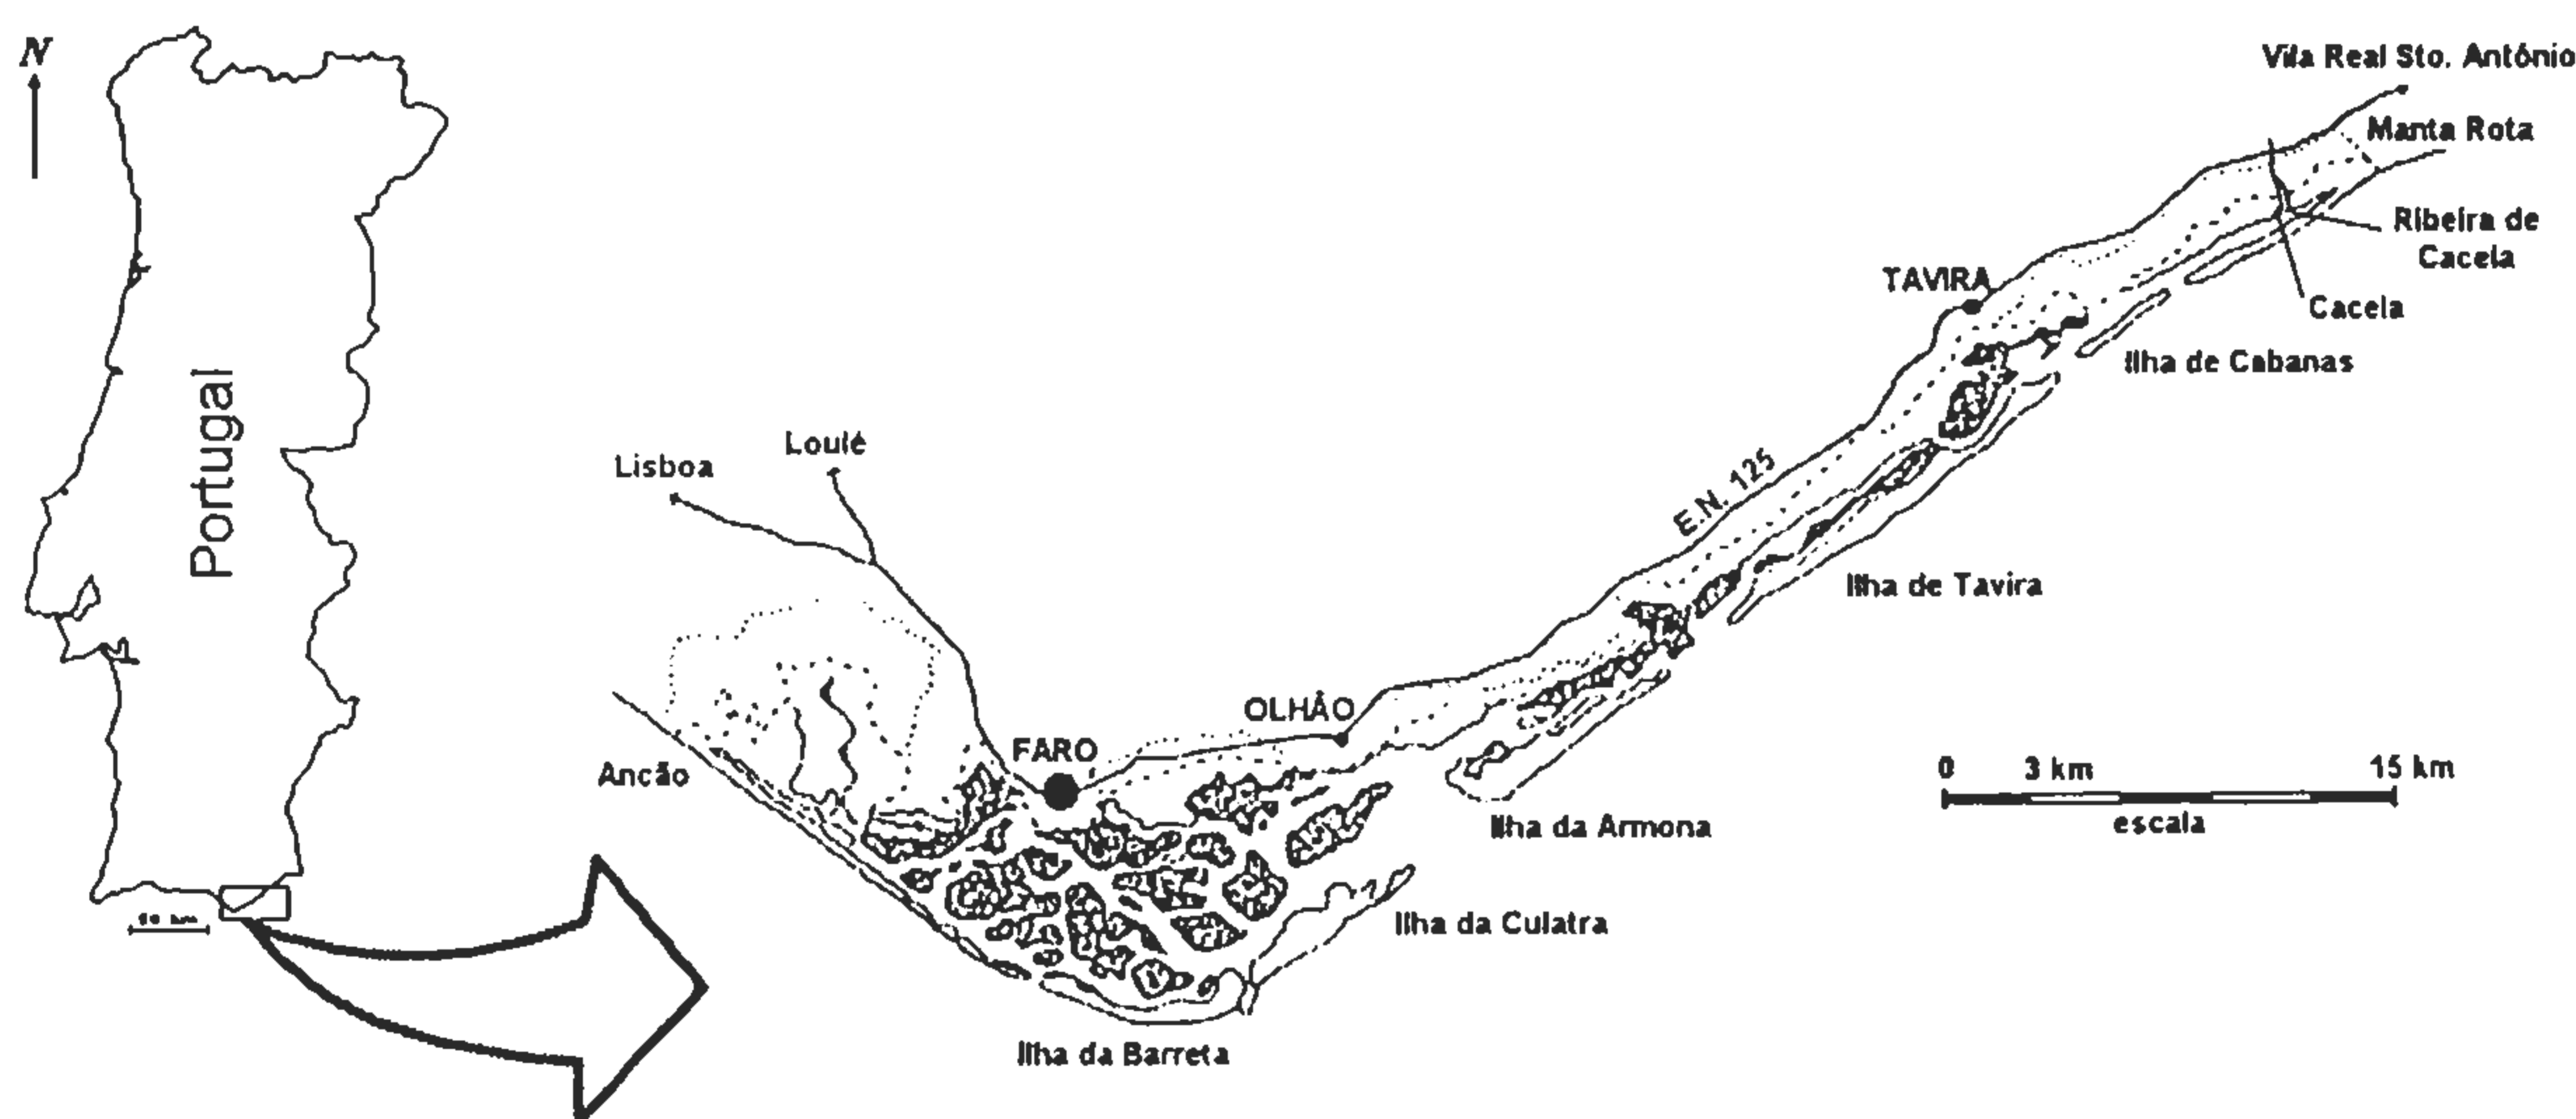 N
Portugal
Vila Real Sto. António
Manta Rota
Ribeira de
Cacela
Cacela
TAVIRA
Ilha de Cabanas
Loulé
Lisboa
E.N. 125
Ilha de Tavira
OLHÃO
FARO
Ancão
0 3 km 15 km
escala
Ilha da Armona
Ilha da Culatra
km
Ilha da Barreta